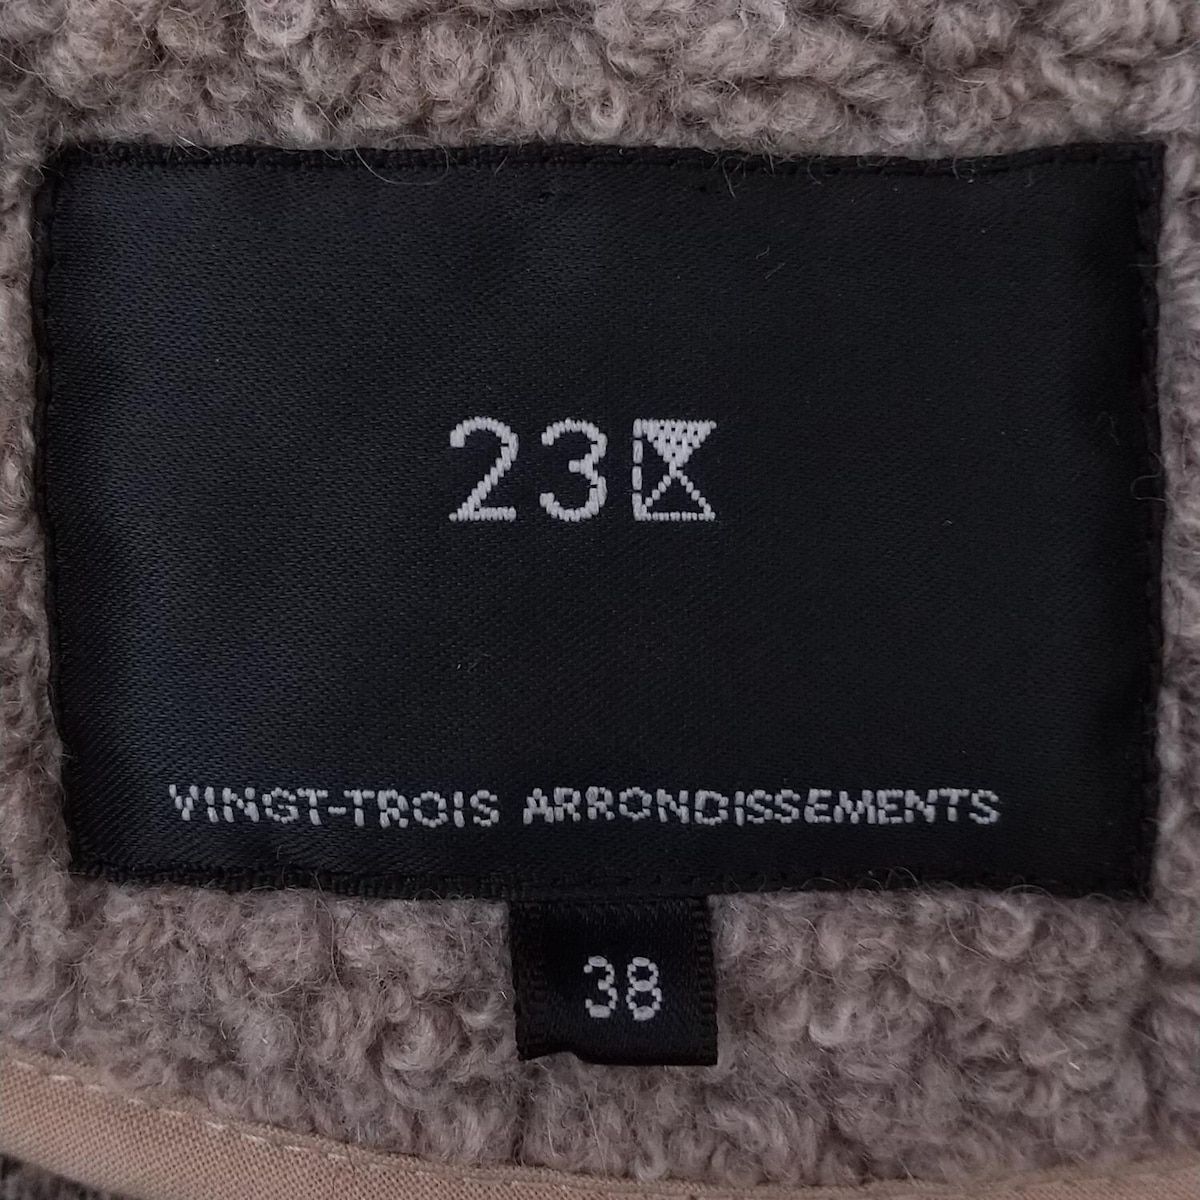 23区
VINGT-TROIS ARRONDISSEMENTS
38